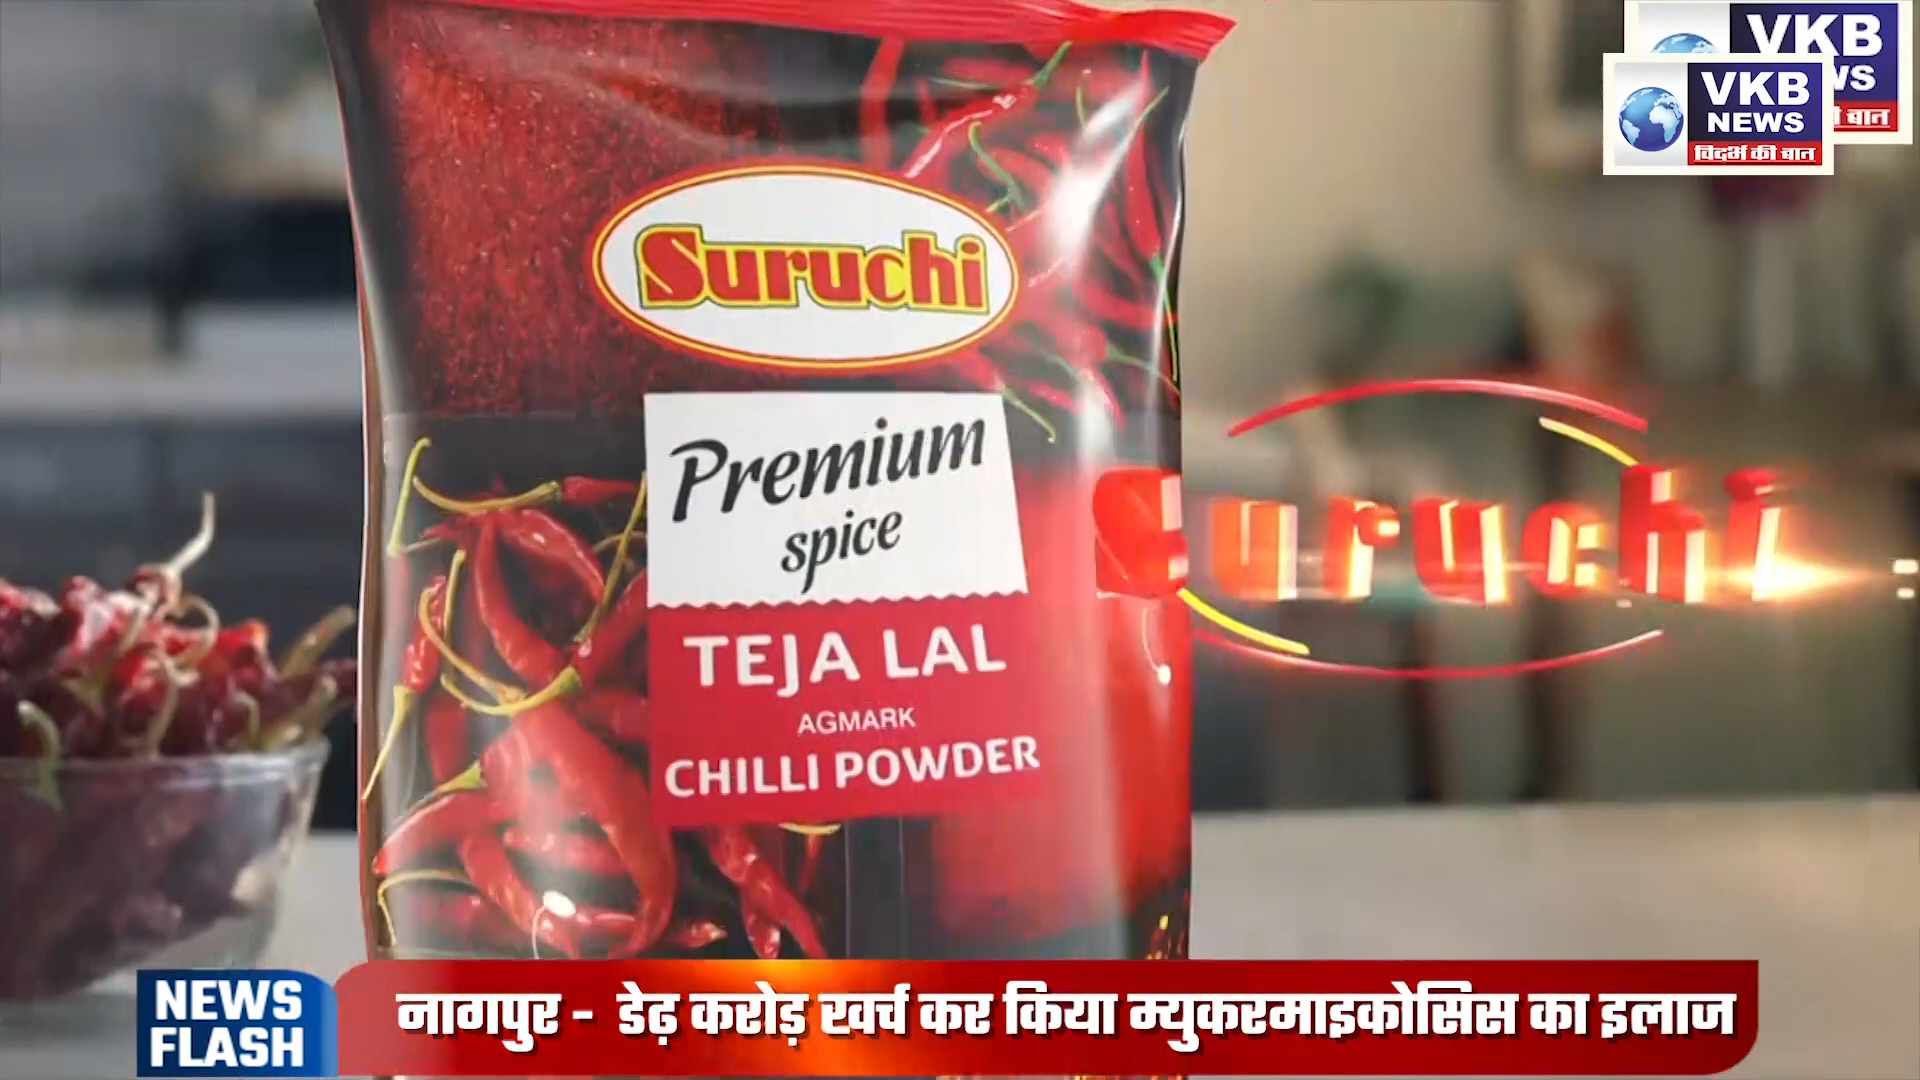 VKB
WS
की बात
VKB
NEWS
विदर्भ की बात
Suruchi
Premium
spice
TEJA LAL
AGMARK
CHILLI POWDER
Suruchi
NEWS
FLASH
नागपुर - डेढ़ करोड़ खर्च कर किया म्युकरमाइकोसिस का इलाज